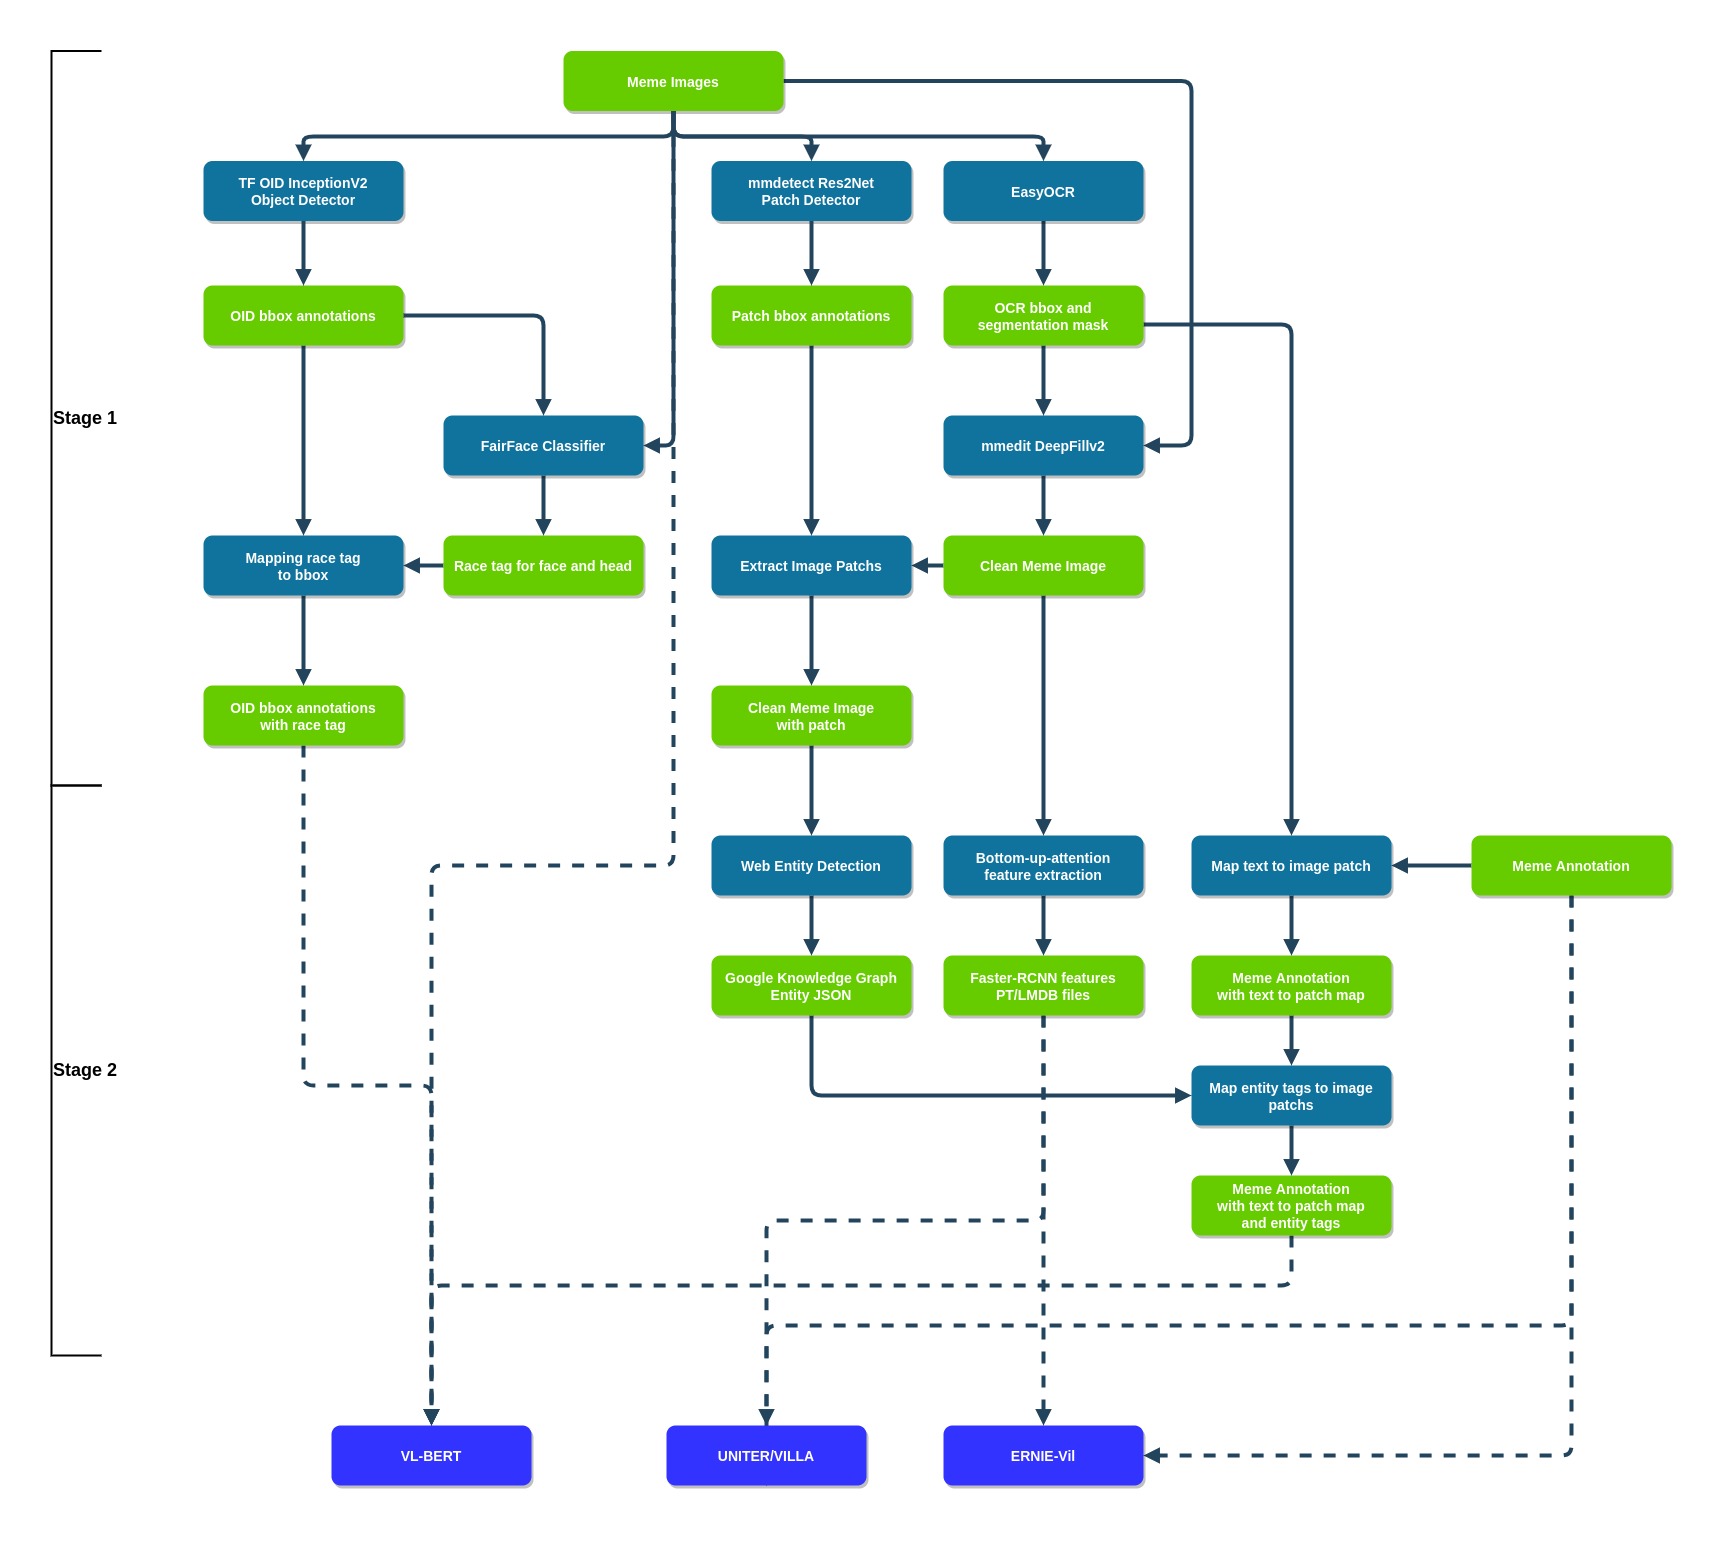 Meme Images
TF OID InceptionV2
Object Detector
mmdetect Res2Net
Patch Detector
EasyOCR
OID bbox annotations
Patch bbox annotations
OCR bbox and
segmentation mask
Stage 1
FairFace Classifier
mmedit DeepFillv2
Mapping race tag
to bbox
Race tag for face and head
Extract Image Patchs
Clean Meme Image
OID bbox annotations
with race tag
Clean Meme Image
with patch
Web Entity Detection
Bottom-up-attention
feature extraction
Map text to image patch
Meme Annotation
Google Knowledge Graph
Entity JSON
Faster-RCNN features
PT/LMDB files
Meme Annotation
with text to patch map
Stage 2
Map entity tags to image
patchs
Meme Annotation
with text to patch map
and entity tags
VL-BERT
UNITER/VILLA
ERNIE-Vil